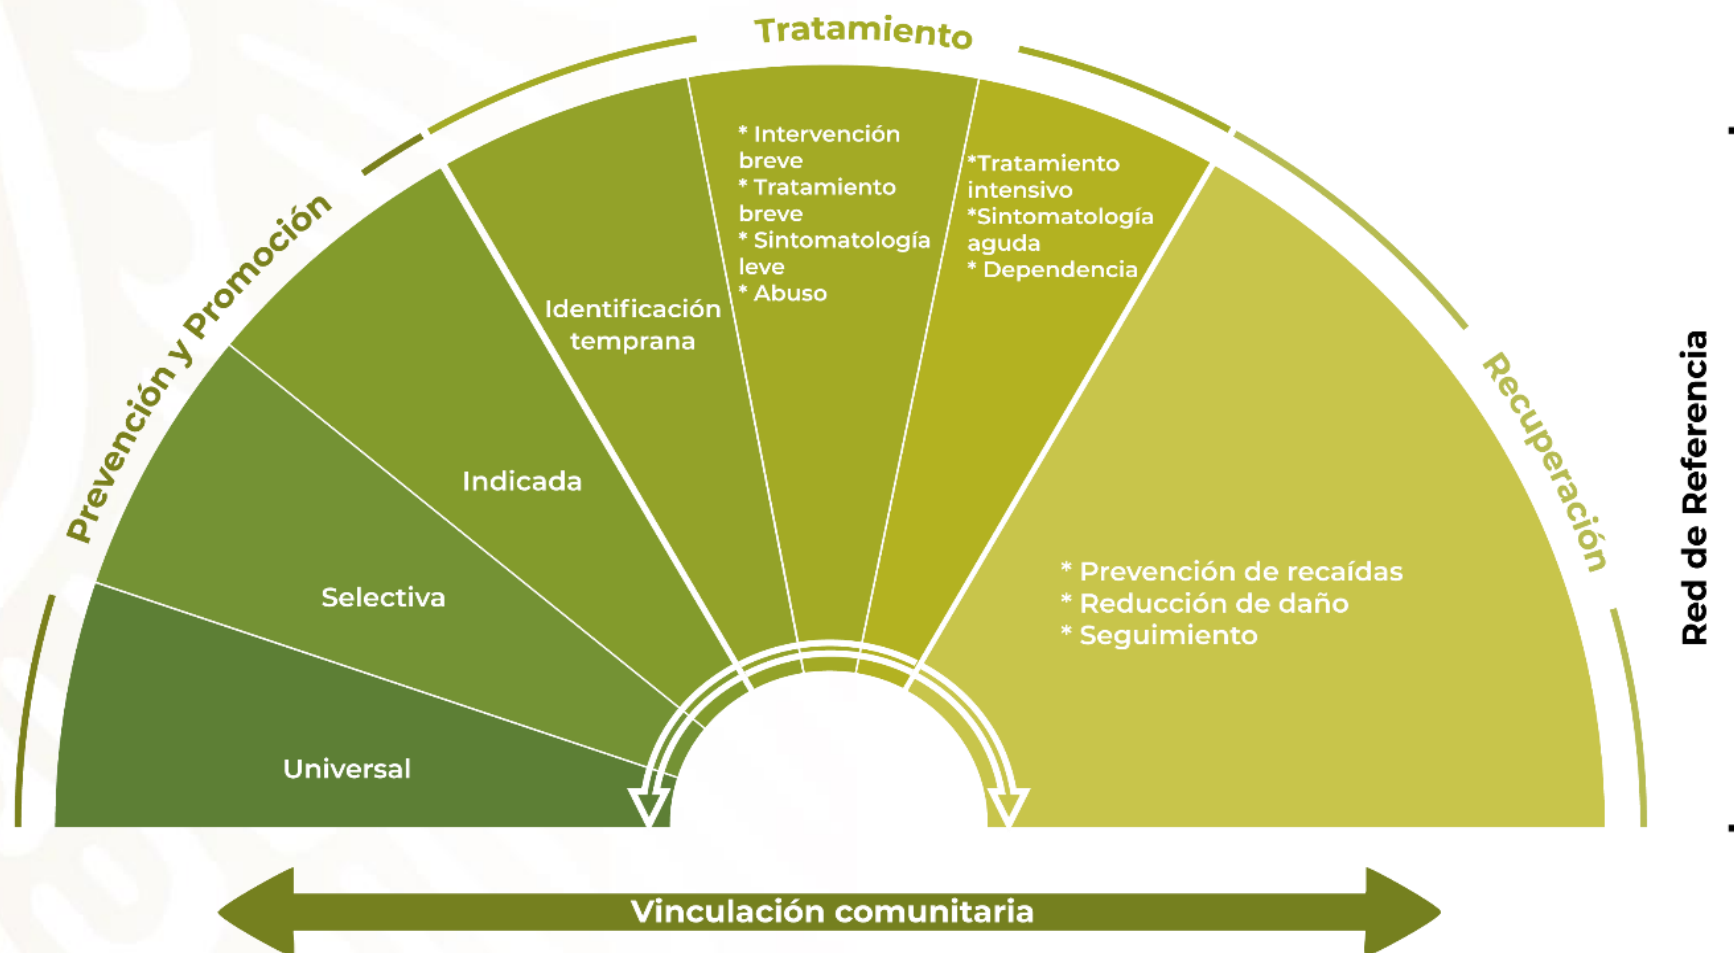 Tratamiento
Prevención y Promoción
Recuperación
Universal
Selectiva
Indicada
Identificación
temprana
* Intervención
breve
* Tratamiento
breve
* Sintomatología
leve
* Abuso
*Tratamiento
intensivo
*Sintomatología
aguda
* Dependencia
* Prevención de recaídas
* Reducción de daño
* Seguimiento
Red de Referencia
Vinculación comunitaria